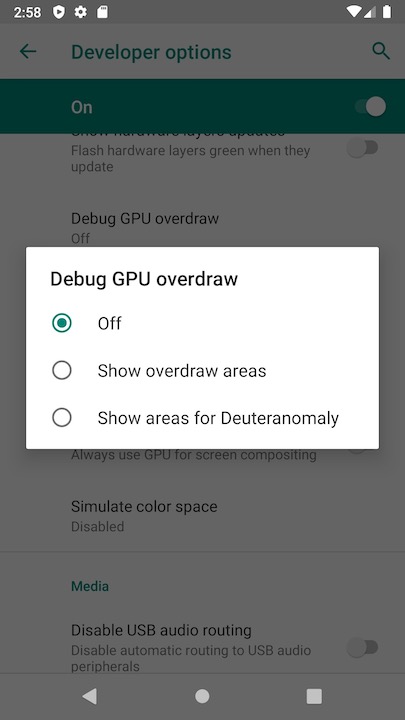 2:58
Developer options
On
Show hardware layers updates
Flash hardware layers green when they
update
Debug GPU overdraw
Off
Debug GPU overdraw
Off
Show overdraw areas
Show areas for Deuteranomaly
Always use GPU for screen compositing
Simulate color space
Disabled
Media
Disable USB audio routing
Disable automatic routing to USB audio
peripherals